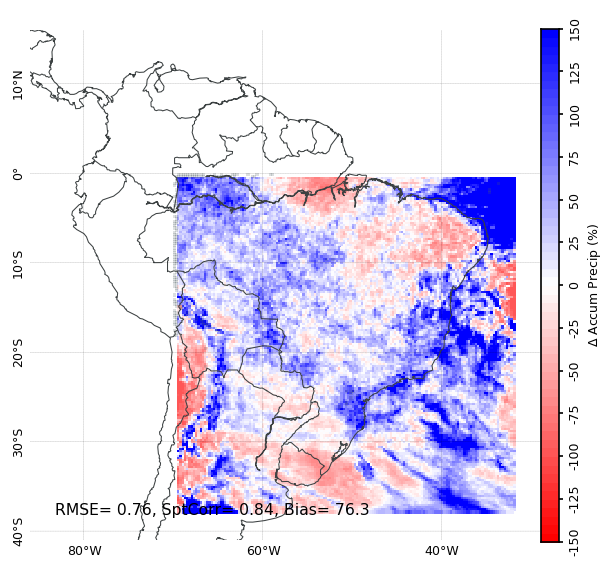 10°N
0°
10°S
20°S
30°S
40°S
80°W
60°W
40°W
RMSE= 0.76, SptCorr= 0.84, Bias= 76.3
150
125
100
75
50
25
0
-25
-50
-75
-100
-125
-150
Δ Accum Precip (%)